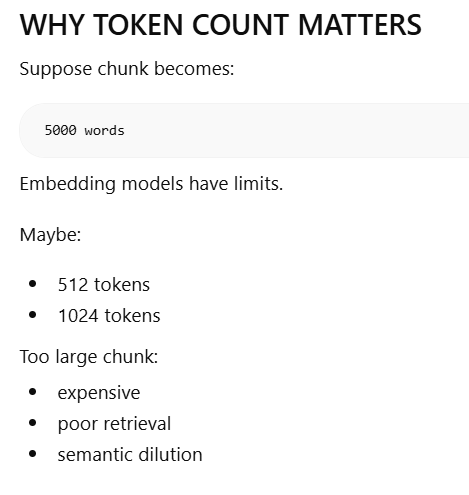 WHY TOKEN COUNT MATTERS
Suppose chunk becomes:
5000 words
Embedding models have limits.
Maybe:
• 512 tokens
• 1024 tokens
Too large chunk:
• expensive
• poor retrieval
• semantic dilution